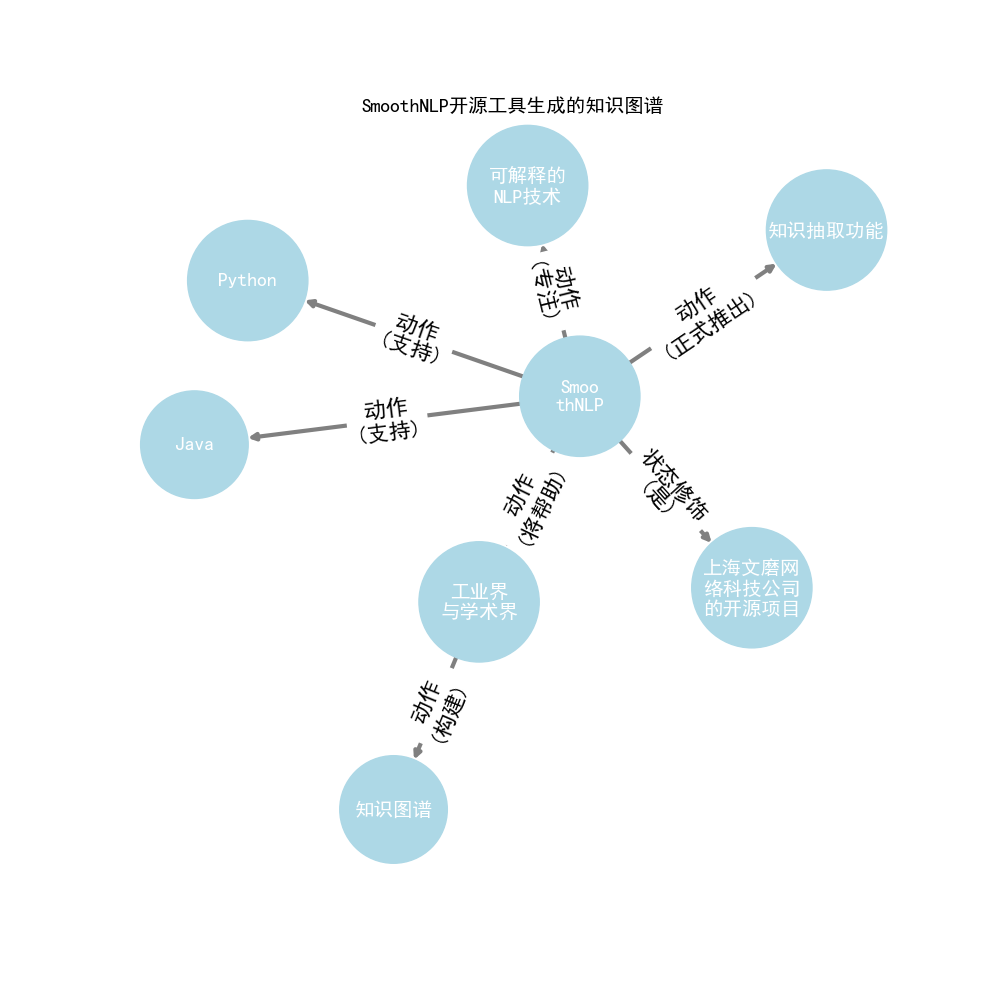 SmoothNLP开源工具生成的知识图谱
可解释的
NLP技术
知识抽取功能
Python
动作
(专注)
动作
(正式推出)
动作
(支持)
Smoo
thNLP
动作
(支持)
Java
状态修饰
(是)
动作
(将帮助)
上海文磨网
络科技公司
的开源项目
工业界
与学术界
动作
(构建)
知识图谱